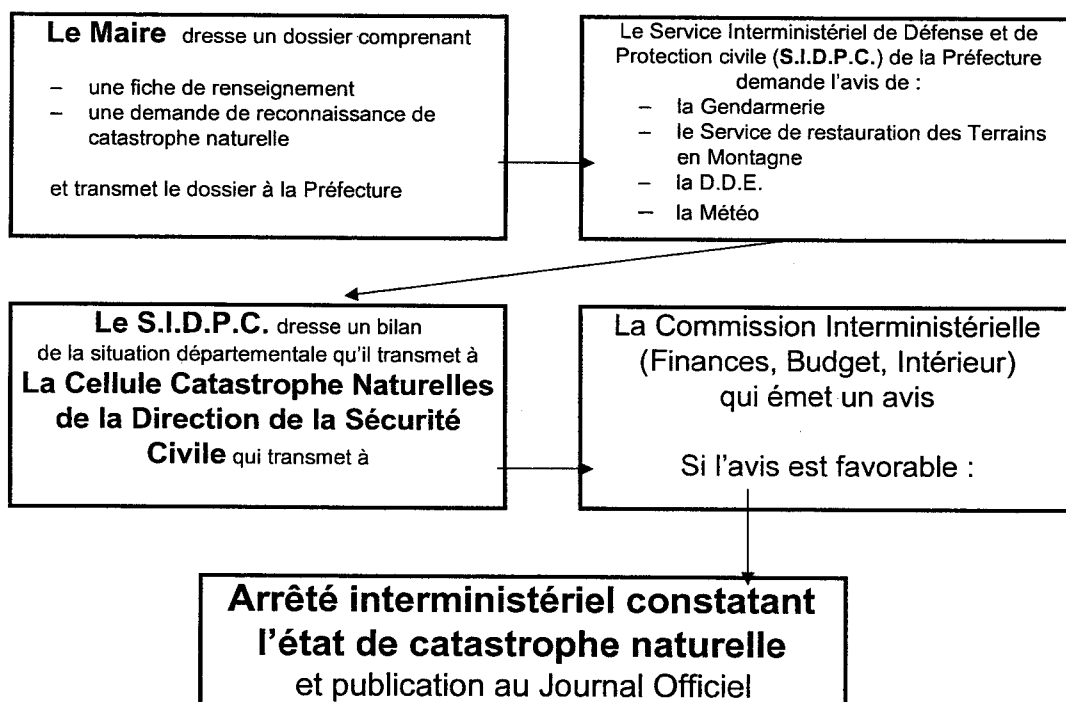 Le Maire dresse un dossier comprenant
– une fiche de renseignement
– une demande de reconnaissance de
catastrophe naturelle
et transmet le dossier à la Préfecture
Le Service Interministériel de Défense et de
Protection civile (S.I.D.P.C.) de la Préfecture
demande l'avis de :
– la Gendarmerie
– le Service de restauration des Terrains
en Montagne
– la D.D.E.
– la Météo
Le S.I.D.P.C. dresse un bilan
de la situation départementale qu'il transmet à
La Cellule Catastrophe Naturelles
de la Direction de la Sécurité
Civile qui transmet à
La Commission Interministérielle
(Finances, Budget, Intérieur)
qui émet un avis
Si l'avis est favorable :
Arrêté interministériel constatant
l'état de catastrophe naturelle
et publication au Journal Officiel